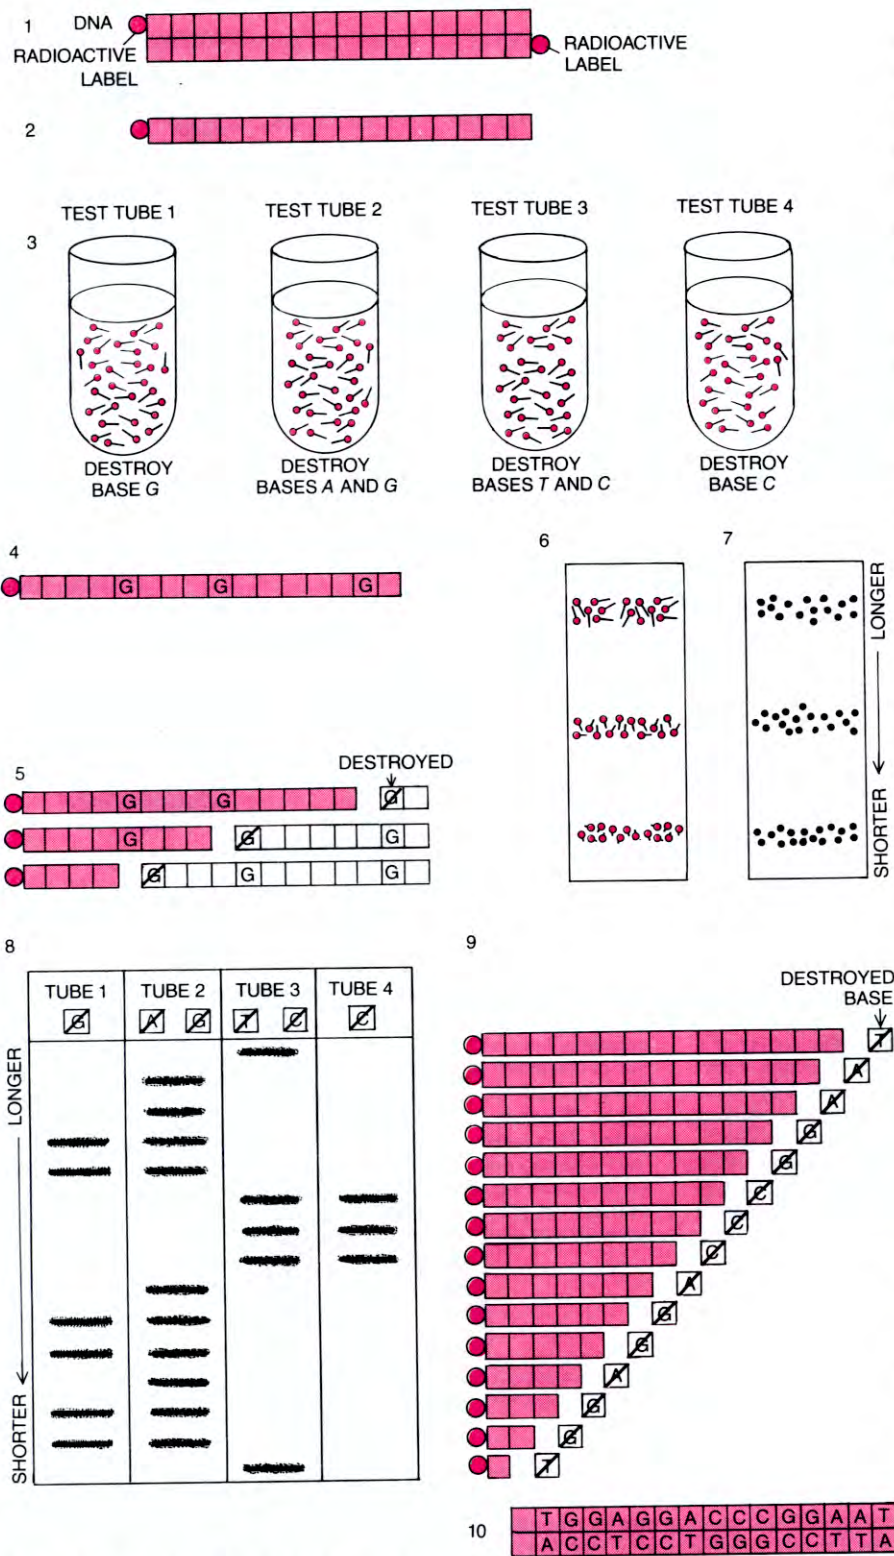 1
DNA
RADIOACTIVE
LABEL
RADIOACTIVE
LABEL
2
TEST TUBE 1
TEST TUBE 2
TEST TUBE 3
TEST TUBE 4
3
DESTROY
BASE G
DESTROY
BASES A AND G
DESTROY
BASES T AND C
DESTROY
BASE C
4
G G G
5
DESTROYED
G G G
G G G
G G G
6
7
LONGER
SHORTER
8
TUBE 1 TUBE 2 TUBE 3 TUBE 4
G A G T C C
LONGER
SHORTER
9
DESTROYED
BASE
T
A
A
G
G
C
C
C
A
G
G
A
G
G
T
10
T G G A G G A C C C G G A A T
A C C T C C T G G G C C T T A